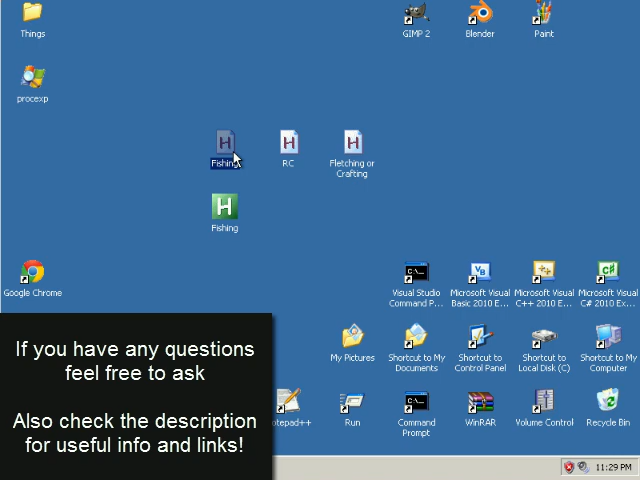 Things
GIMP 2
Blender
Paint
procexp
Fishing
RC
Fletching or
Crafting
Fishing
Google Chrome
Visual Studio
Command P...
Microsoft Visual
Basic 2010 E...
Microsoft Visual
C++ 2010 E...
Microsoft Visual
C# 2010 Ex...
My Pictures
Shortcut to My
Documents
Shortcut to
Control Panel
Shortcut to
Local Disk (C)
Shortcut to My
Computer
If you have any questions
feel free to ask
Also check the description
for useful info and links!
otepad++
Run
Command
Prompt
WinRAR
Volume Control
Recycle Bin
11:29 PM